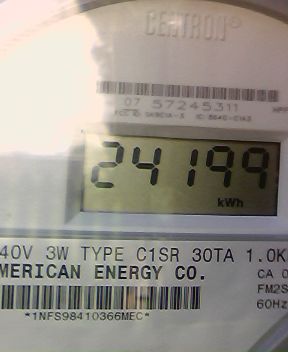 CENTRON®
07 57245311
24199
kWh
40V 3W TYPE C1SR 30TA 1.0K
MERICAN ENERGY CO.
CA 0
FM2S
60Hz
*1NFS98410366MEC*